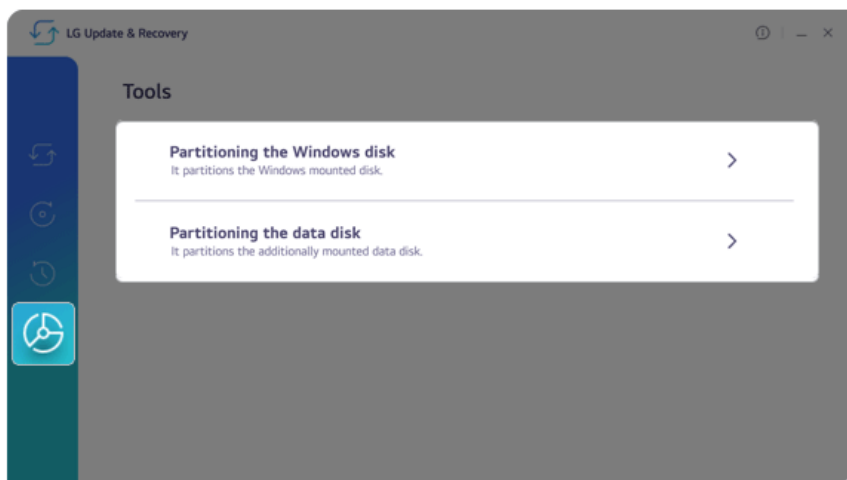 LG Update & Recovery
Tools
Partitioning the Windows disk
It partitions the Windows mounted disk.
Partitioning the data disk
It partitions the additionally mounted data disk.